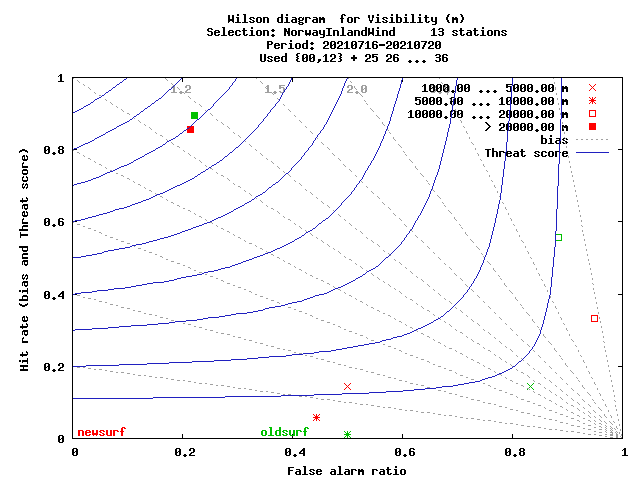 Wilson diagram for Visibility (m)
Selection: NorwayInlandWind 13 stations
Period: 20210716-20210720
Used {00,12} + 25 26 ... 36
1.2 1.5 2.0
1000.00 ... 5000.00 m
5000.00 ... 10000.00 m
10000.00 ... 20000.00 m
> 20000.00 m
bias
Threat score
Hit rate (bias and Threat score)
1
0.8
0.6
0.4
0.2
0
newsurf oldsurf
0 0.2 0.4 0.6 0.8 1
False alarm ratio